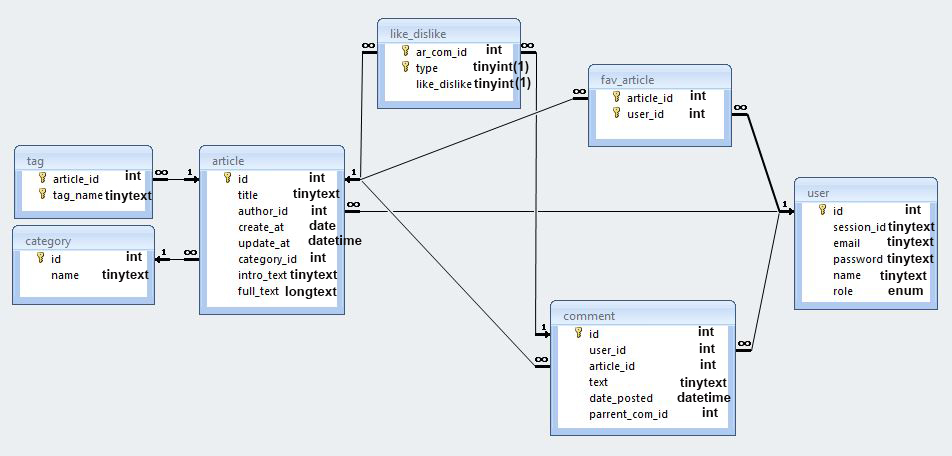 like_dislike
ar_com_id int
type tinyint(1)
like_dislike tinyint(1)
fav_article
article_id int
user_id int
tag
article_id int
tag_name tinytext
article
id int
title tinytext
author_id int
create_at date
update_at datetime
category_id int
intro_text tinytext
full_text longtext
category
id int
name tinytext
user
id int
session_id tinytext
email tinytext
password tinytext
name tinytext
role enum
comment
id int
user_id int
article_id int
text tinytext
date_posted datetime
parrent_com_id int
∞ ∞
∞ ∞
∞ 1 1
∞ 1
1 ∞
1
∞ ∞